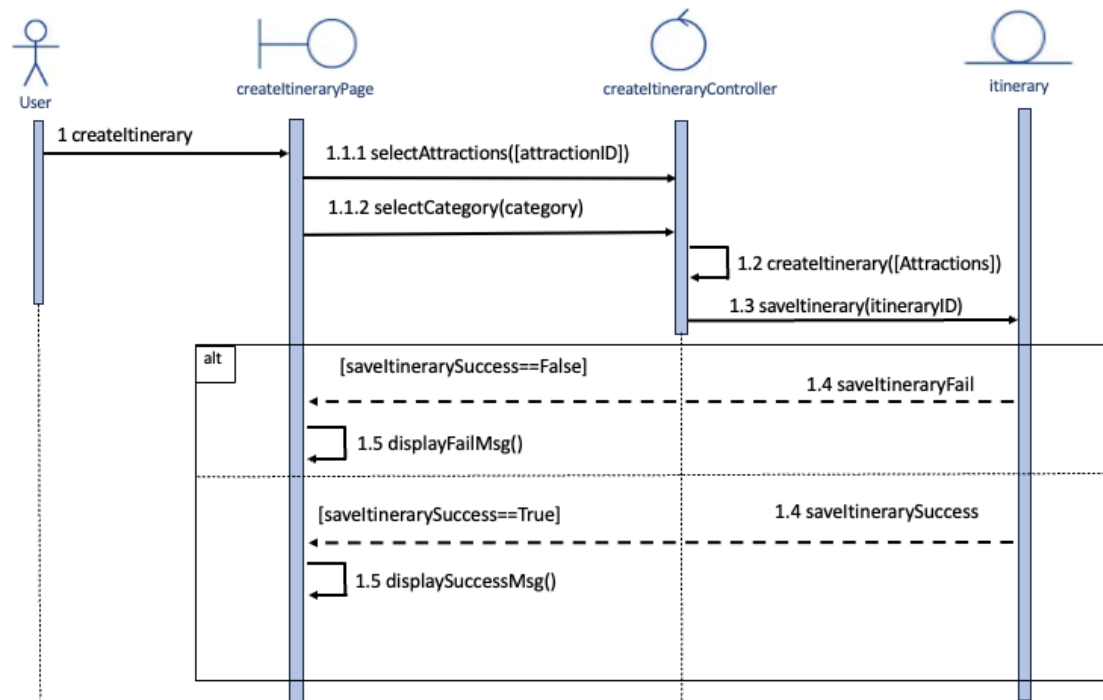 User
createItineraryPage
createItineraryController
itinerary
1 createItinerary
1.1.1 selectAttractions([attractionID])
1.1.2 selectCategory(category)
1.2 createItinerary([Attractions])
1.3 saveItinerary(itineraryID)
alt
[saveItinerarySuccess==False]
1.4 saveItineraryFail
1.5 displayFailMsg()
[saveItinerarySuccess==True]
1.4 saveItinerarySuccess
1.5 displaySuccessMsg()